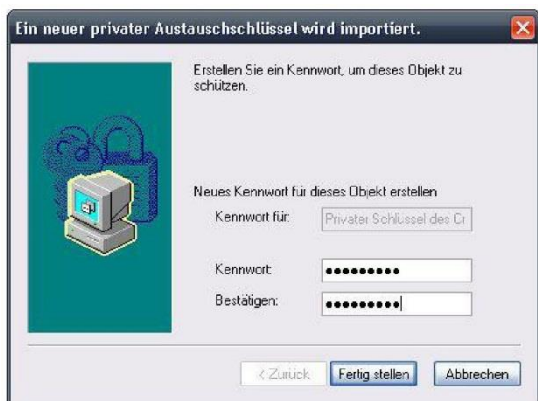 Ein neuer privater Austauschschlüssel wird importiert.
Erstellen Sie ein Kennwort, um dieses Objekt zu
schützen.
Neues Kennwort für dieses Objekt erstellen
Kennwort für:
Privater Schlüssel des Cr
Kennwort:
●●●●●●●●●
Bestätigen:
●●●●●●●●●
< Zurück
Fertig stellen
Abbrechen